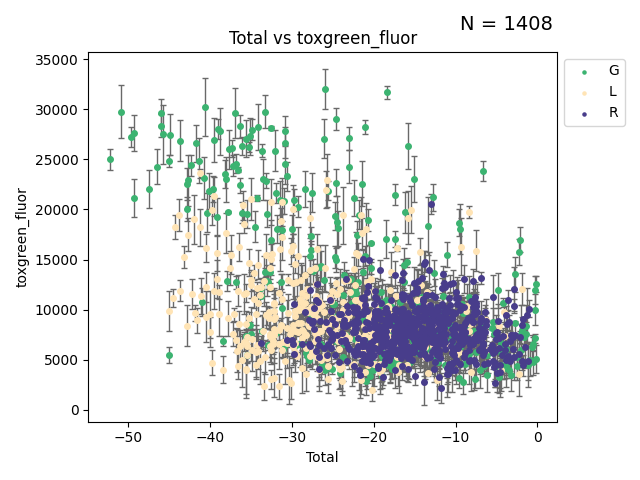 N = 1408
Total vs toxgreen_fluor
35000
30000
25000
20000
15000
10000
5000
0
toxgreen_fluor
−50 −40 −30 −20 −10 0
Total
G
L
R